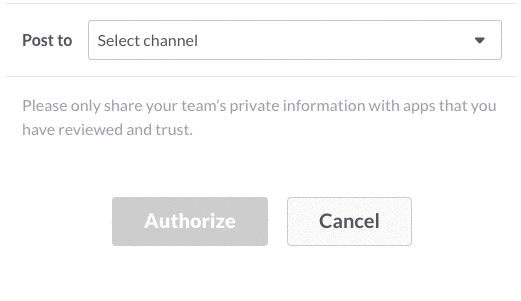 Post to Select channel
Please only share your team's private information with apps that you
have reviewed and trust.
Authorize Cancel